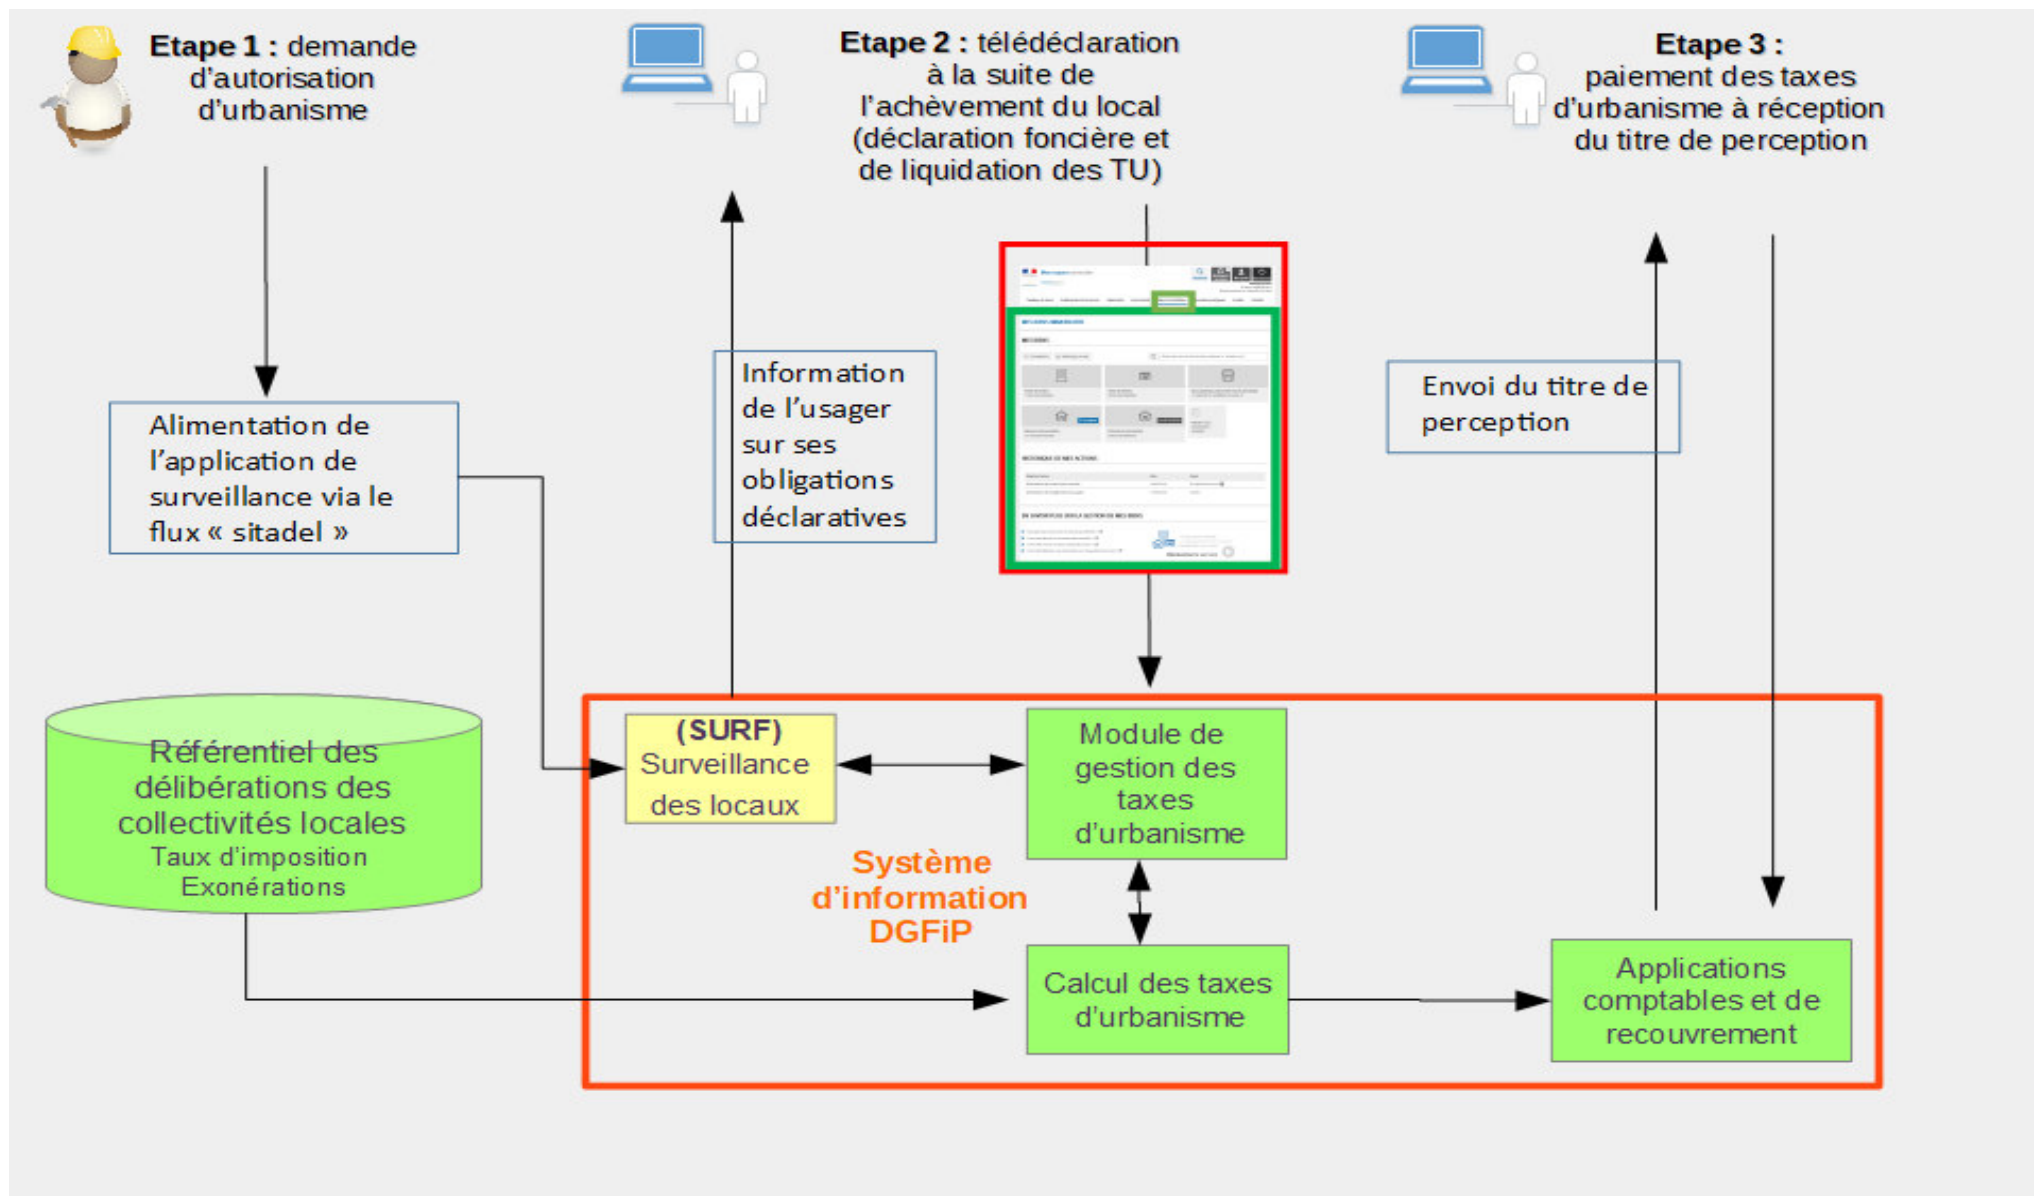 Etape 1 : demande
d'autorisation
d'urbanisme
Etape 2 : télédéclaration
à la suite de
l'achèvement du local
(déclaration foncière et
de liquidation des TU)
Etape 3 :
paiement des taxes
d'urbanisme à réception
du titre de perception
Alimentation de
l'application de
surveillance via le
flux « sitadel »
Information
de l'usager
sur ses
obligations
déclaratives
Envoi du titre de
perception
Référentiel des
délibérations des
collectivités locales
Taux d'imposition
Exonérations
(SURF)
Surveillance
des locaux
Module de
gestion des
taxes
d'urbanisme
Système
d'information
DGFiP
Calcul des taxes
d'urbanisme
Applications
comptables et de
recouvrement